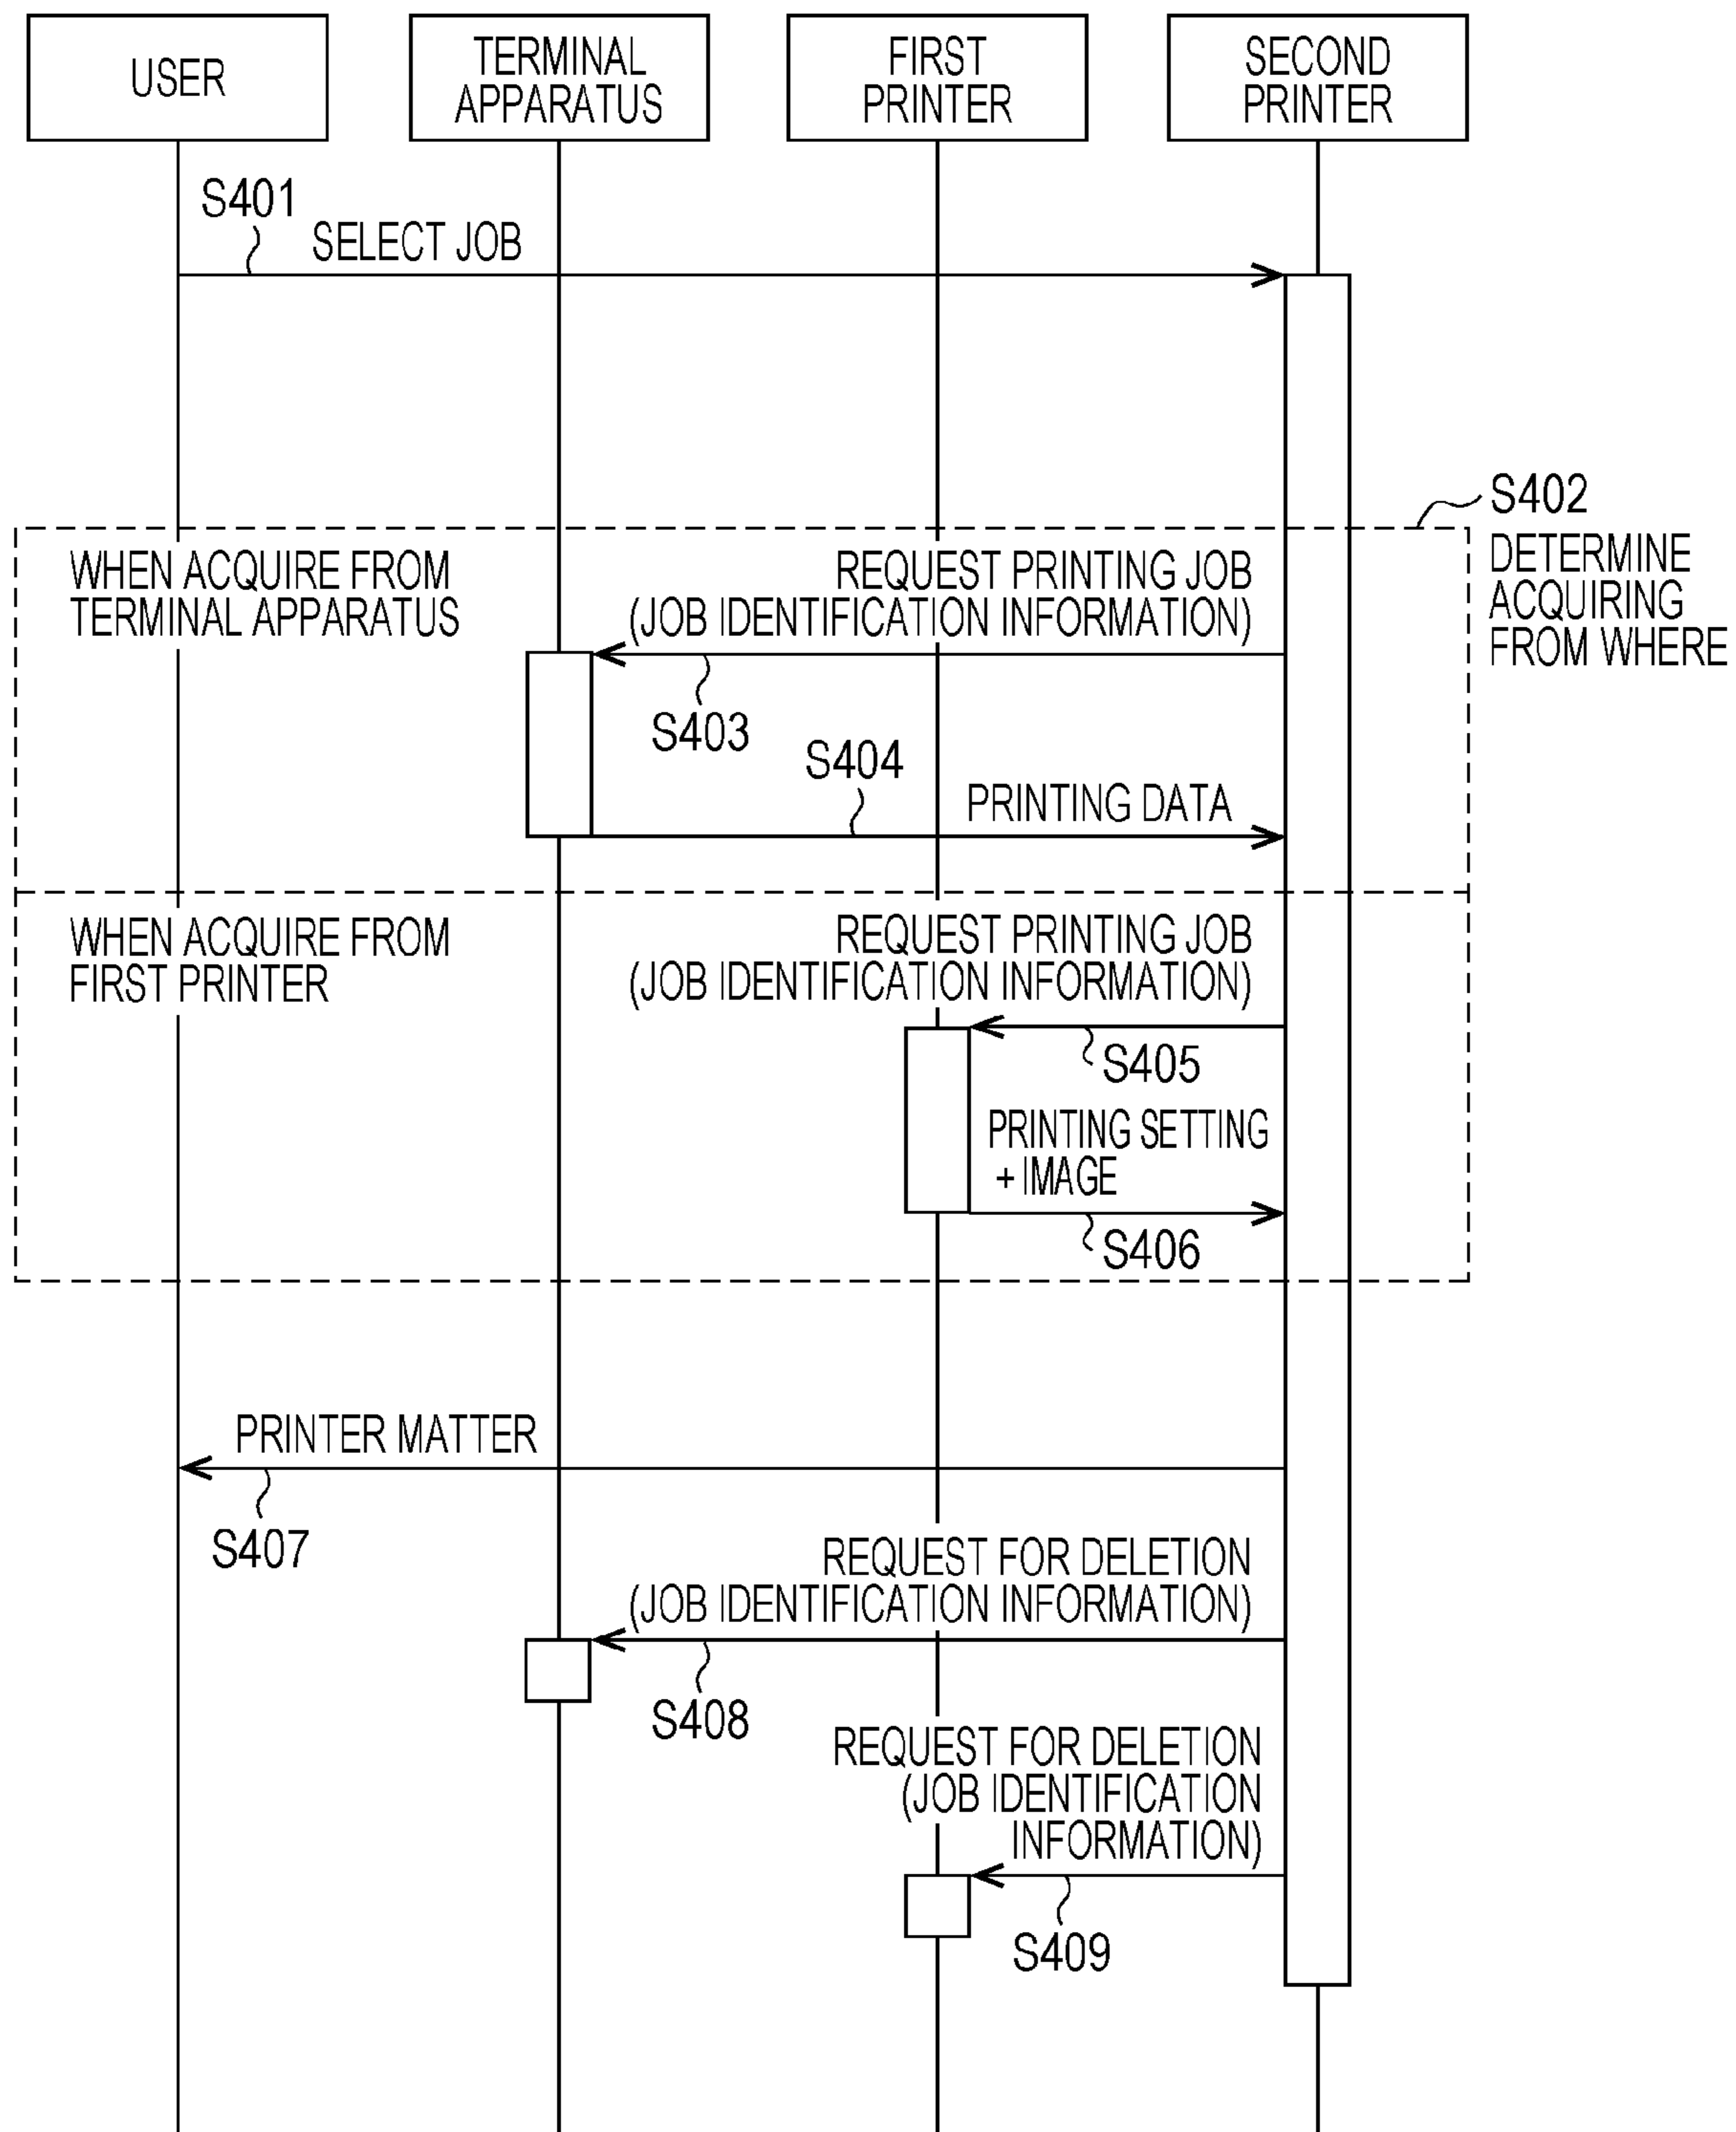 USER
TERMINAL
APPARATUS
FIRST
PRINTER
SECOND
PRINTER
S401
SELECT JOB
S402
DETERMINE
ACQUIRING
FROM WHERE
WHEN ACQUIRE FROM
TERMINAL APPARATUS
REQUEST PRINTING JOB
(JOB IDENTIFICATION INFORMATION)
S403
S404
PRINTING DATA
WHEN ACQUIRE FROM
FIRST PRINTER
REQUEST PRINTING JOB
(JOB IDENTIFICATION INFORMATION)
S405
PRINTING SETTING
+ IMAGE
S406
PRINTER MATTER
S407
REQUEST FOR DELETION
(JOB IDENTIFICATION INFORMATION)
S408
REQUEST FOR DELETION
(JOB IDENTIFICATION
INFORMATION)
S409